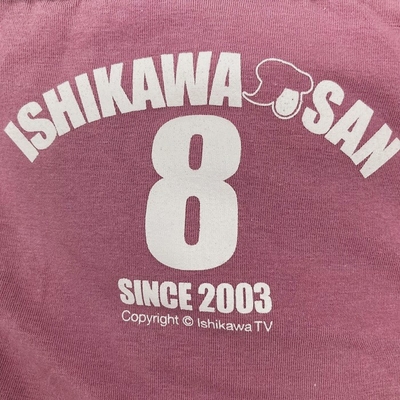 ISHIKAWA SAN
8
SINCE 2003
Copyright © Ishikawa TV